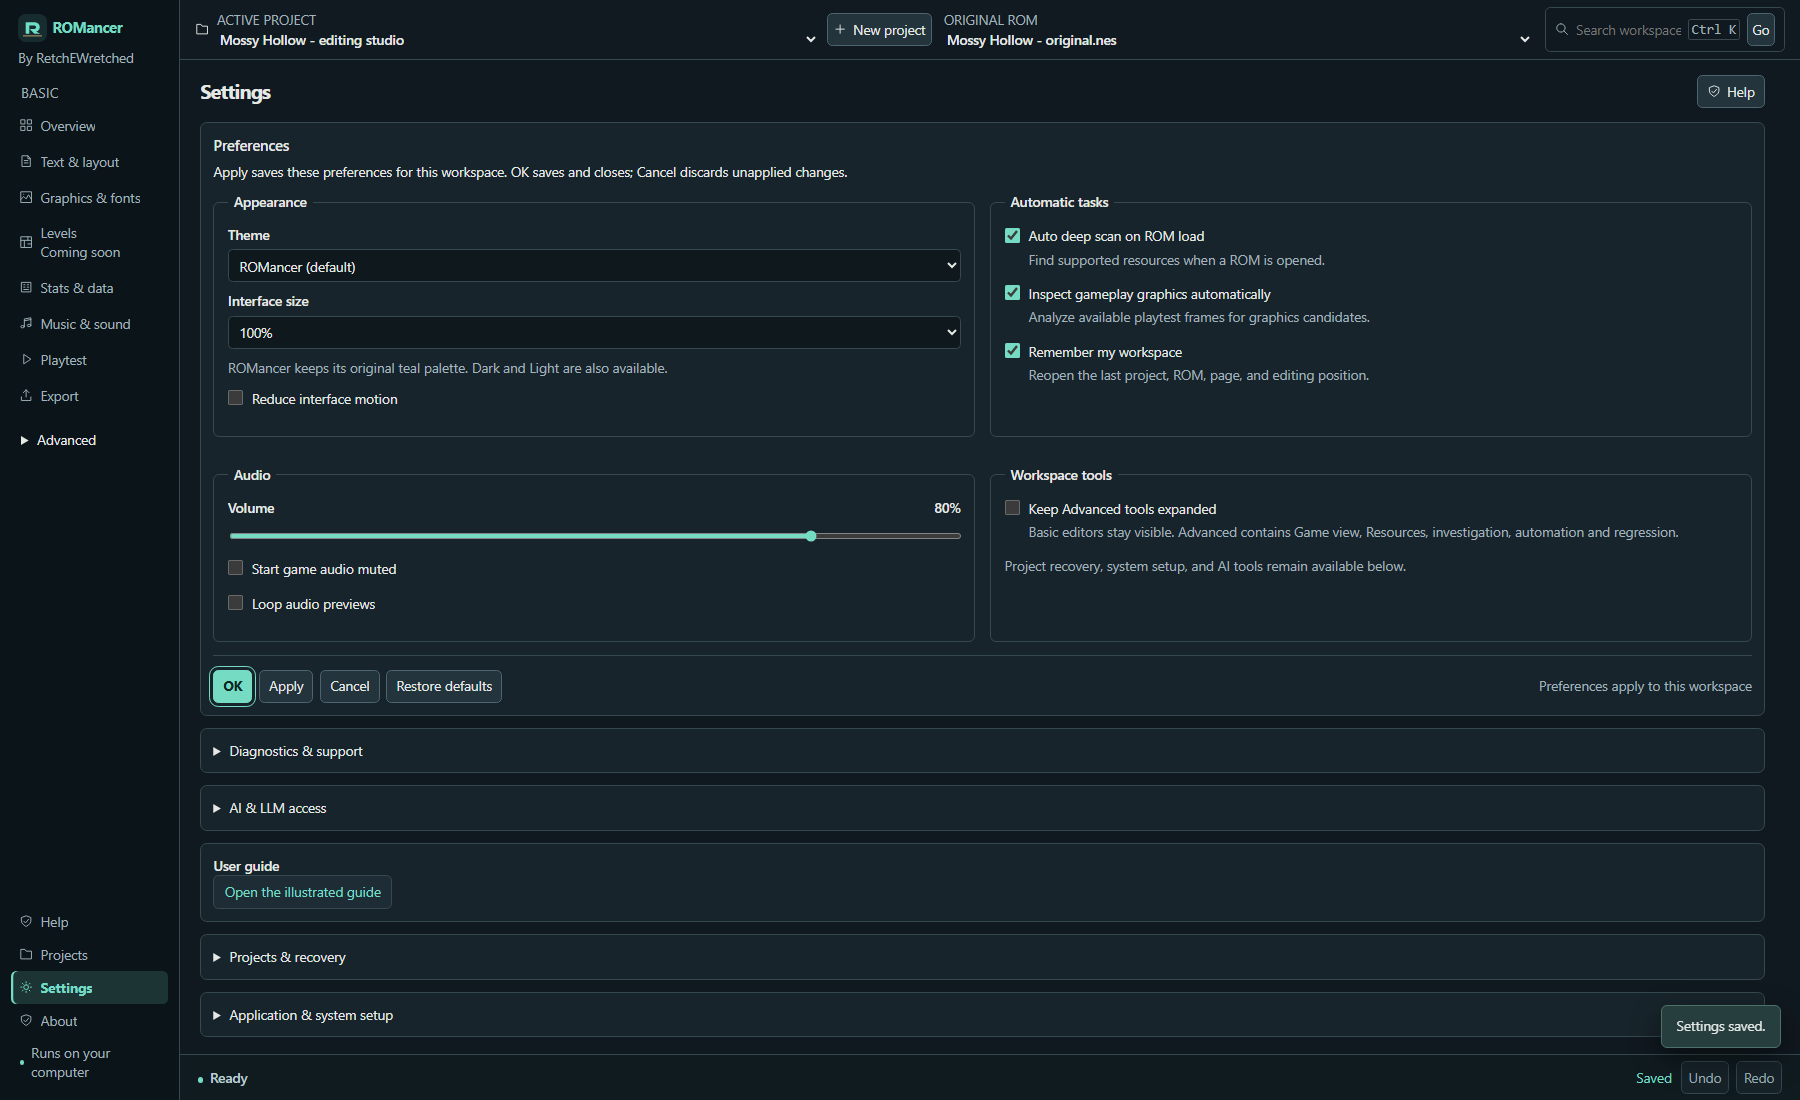 ROMancer
By RetchEWretched
BASIC
Overview
Text & layout
Graphics & fonts
Levels
Coming soon
Stats & data
Music & sound
Playtest
Export
Advanced
Help
Projects
Settings
About
Runs on your
computer
ACTIVE PROJECT
Mossy Hollow - editing studio
+ New project
ORIGINAL ROM
Mossy Hollow - original.nes
Search workspace Ctrl K Go
Settings
Help
Preferences
Apply saves these preferences for this workspace. OK saves and closes; Cancel discards unapplied changes.
Appearance
Theme
ROMancer (default)
Interface size
100%
ROMancer keeps its original teal palette. Dark and Light are also available.
Reduce interface motion
Automatic tasks
Auto deep scan on ROM load
Find supported resources when a ROM is opened.
Inspect gameplay graphics automatically
Analyze available playtest frames for graphics candidates.
Remember my workspace
Reopen the last project, ROM, page, and editing position.
Audio
Volume 80%
Start game audio muted
Loop audio previews
Workspace tools
Keep Advanced tools expanded
Basic editors stay visible. Advanced contains Game view, Resources, investigation, automation and regression.
Project recovery, system setup, and AI tools remain available below.
OK Apply Cancel Restore defaults Preferences apply to this workspace
Diagnostics & support
AI & LLM access
User guide
Open the illustrated guide
Projects & recovery
Application & system setup
Settings saved.
Ready
Saved Undo Redo